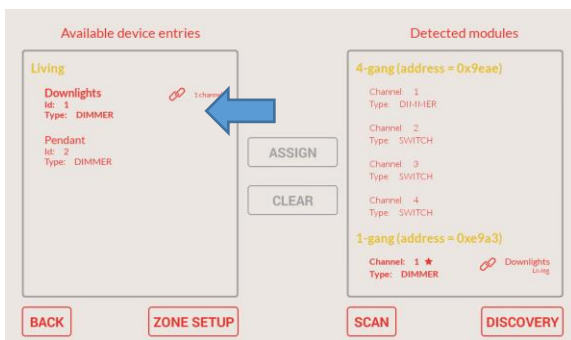 Available device entries
Living
Downlights
1 channel
Id: 1
Type: DIMMER
Pendant
Id: 2
Type: DIMMER
ASSIGN
CLEAR
Detected modules
4-gang (address = 0x9eae)
Channel: 1
Type: DIMMER
Channel: 2
Type: SWITCH
Channel: 3
Type: SWITCH
Channel: 4
Type: SWITCH
1-gang (address = 0xe9a3)
Channel: 1 ★ Downlights
Living
Type: DIMMER
BACK
ZONE SETUP
SCAN
DISCOVERY